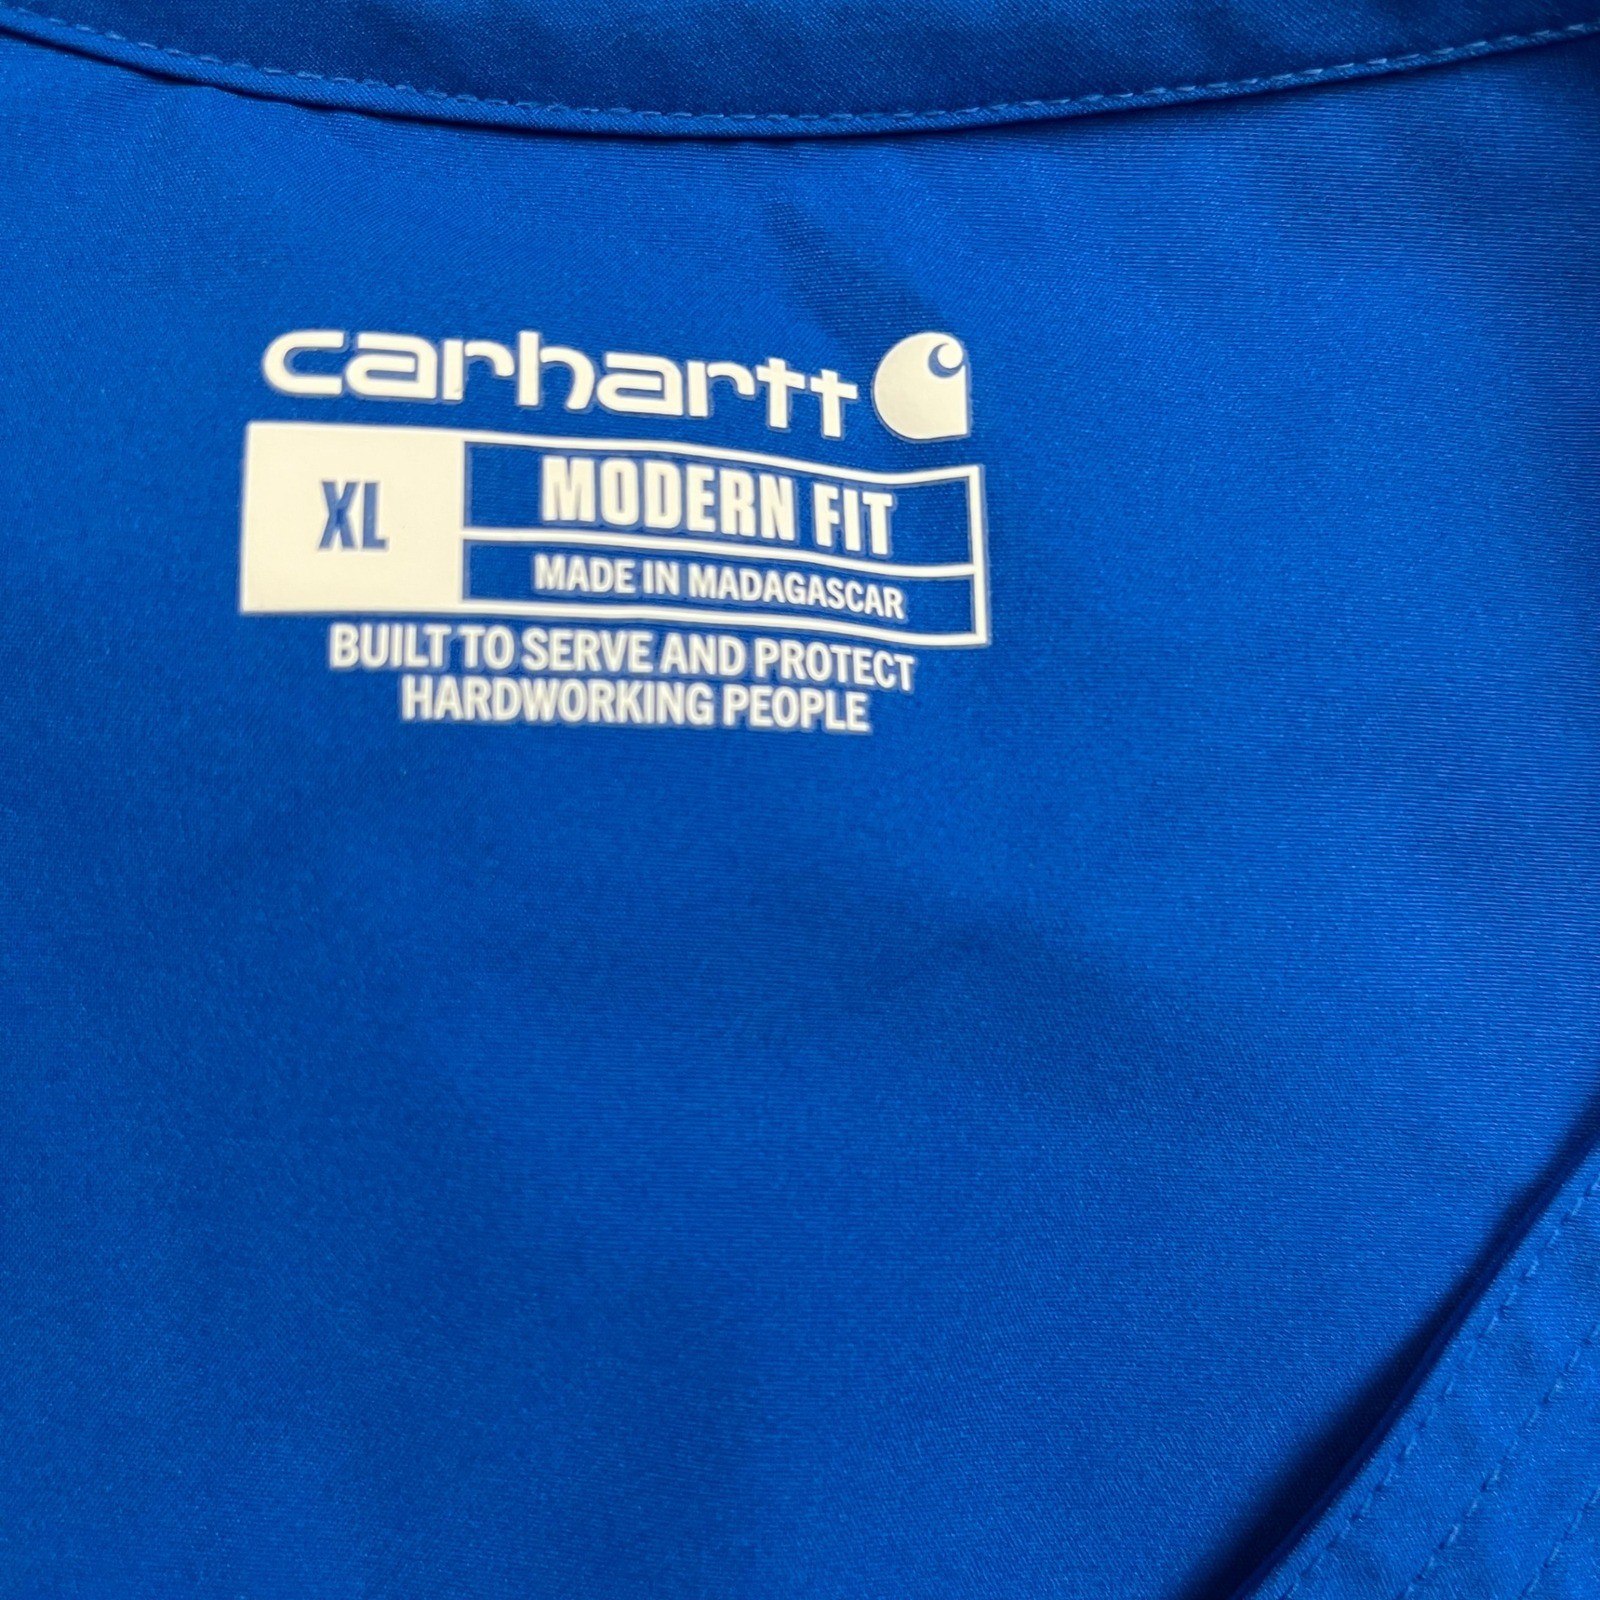 carhartt
XL
MODERN FIT
MADE IN MADAGASCAR
BUILT TO SERVE AND PROTECT
HARDWORKING PEOPLE